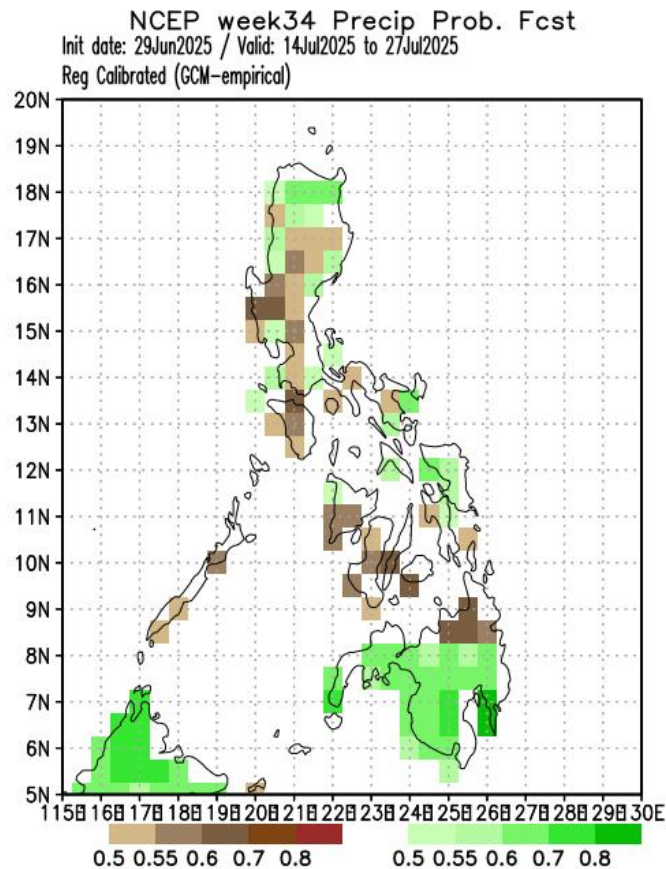 NCEP week34 Precip Prob. Fcst
Init date: 29Jun2025 / Valid: 14Jul2025 to 27Jul2025
Reg Calibrated (GCM-empirical)
20N
19N
18N
17N
16N
15N
14N
13N
12N
11N
10N
9N
8N
7N
6N
5N
115E 116E 117E 118E 119E 120E 121E 122E 123E 124E 125E 126E 127E 128E 129E 130E
0.5 0.55 0.6 0.7 0.8 0.5 0.55 0.6 0.7 0.8